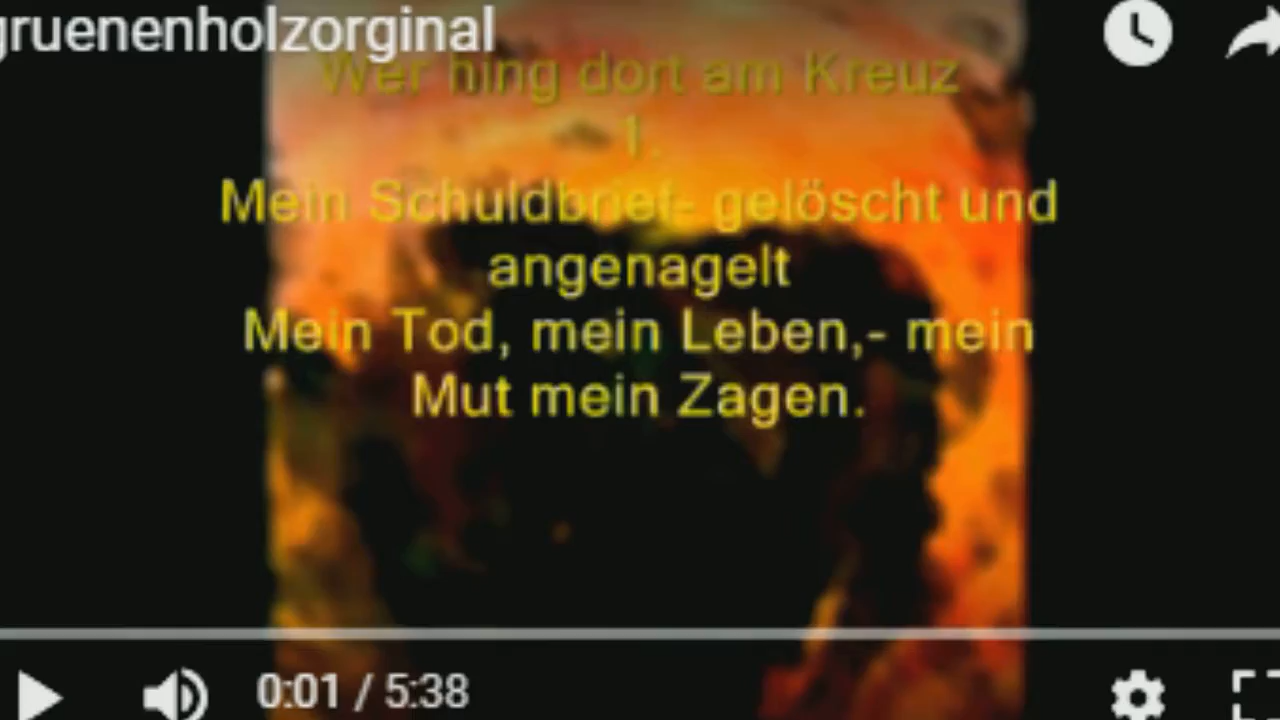 gruenenholzorginal
Wer hing dort am Kreuz
1.
Mein Schuldbrief- gelöscht und
angenagelt
Mein Tod, mein Leben,- mein
Mut mein Zagen.
0:01 / 5:38